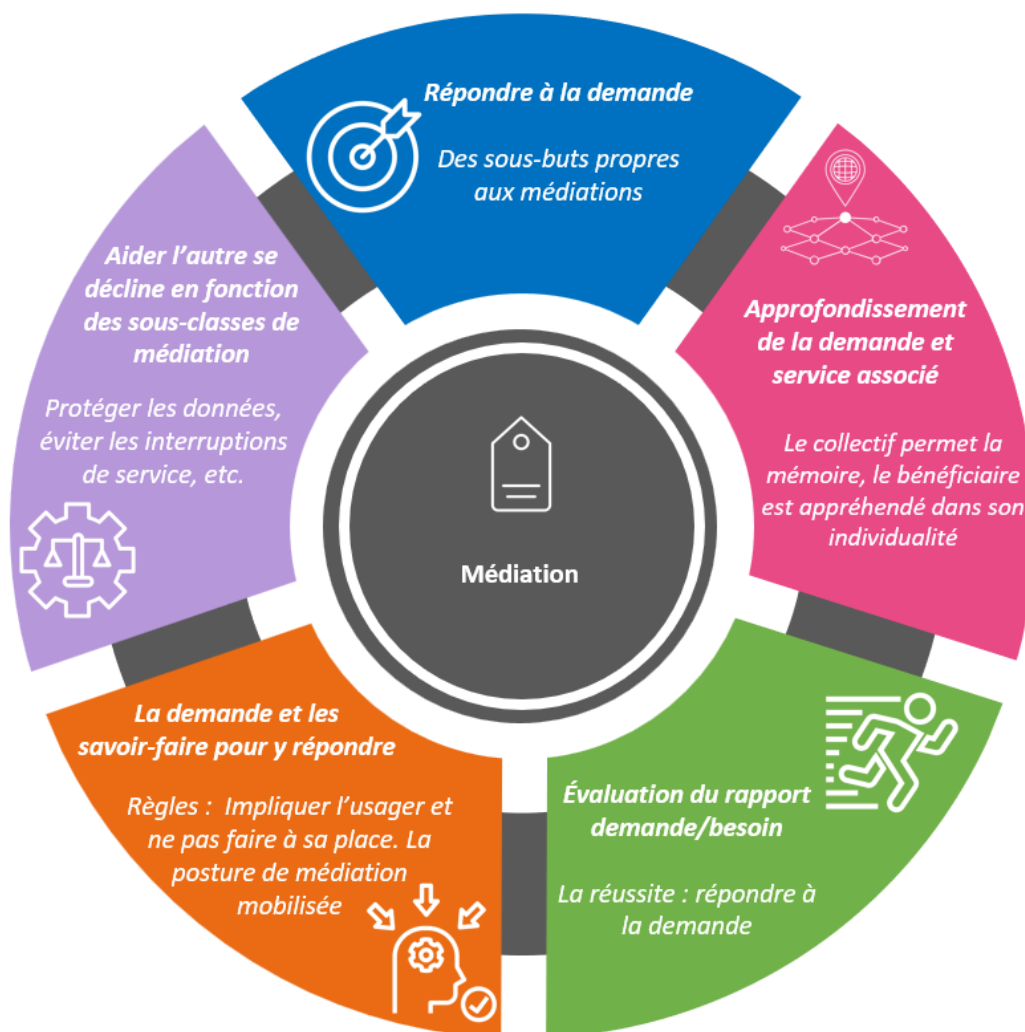 Répondre à la demande
Des sous-buts propres
aux médiations
Approfondissement
de la demande et
service associé
Le collectif permet la
mémoire, le bénéficiaire
est appréhendé dans son
individualité
Évaluation du rapport
demande/besoin
La réussite : répondre à
la demande
La demande et les
savoir-faire pour y répondre
Règles :  Impliquer l’usager et
ne pas faire à sa place. La
posture de médiation
mobilisée
Aider l’autre se
décline en fonction
des sous-classes de
médiation
Protéger les données,
éviter les interruptions
de service, etc.
Médiation